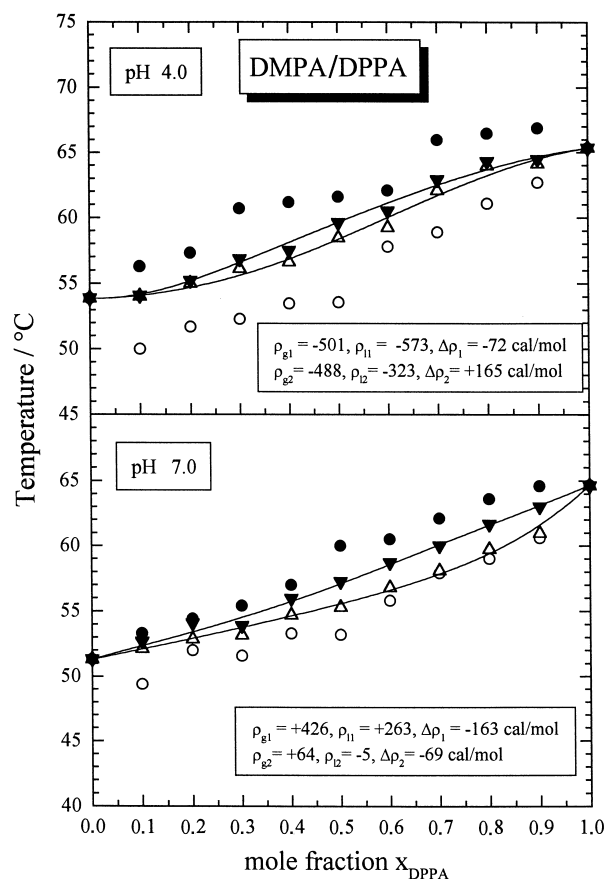 75
pH 4.0
DMPA/DPPA
70
65
60
55
50
ρg1 = -501, ρl1 = -573, Δρ1 = -72 cal/mol
ρg2= -488, ρl2= -323, Δρ2= +165 cal/mol
45
Temperature / °C
pH 7.0
65
60
55
50
ρg1 = +426, ρl1 = +263, Δρ1 = -163 cal/mol
ρg2= +64, ρl2= -5, Δρ2= -69 cal/mol
45
40
0.0 0.1 0.2 0.3 0.4 0.5 0.6 0.7 0.8 0.9 1.0
mole fraction xDPPA